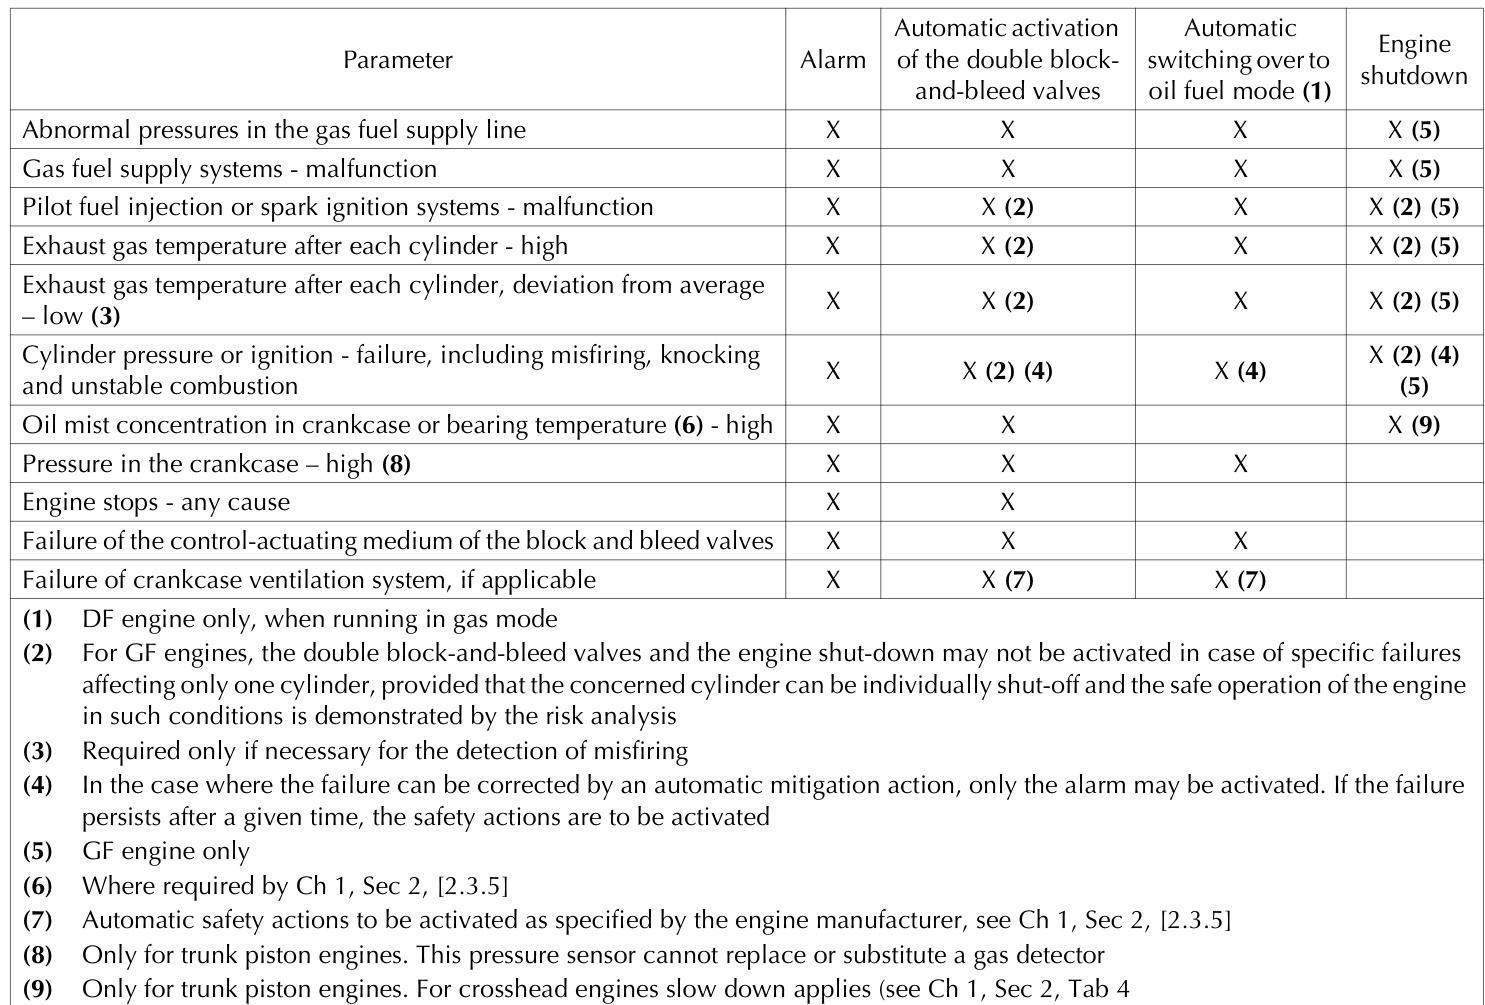 Parameter Alarm Automatic activation of the double block-and-bleed valves Automatic switching over to oil fuel mode (1) Engine shutdown
Abnormal pressures in the gas fuel supply line X X X X (5)
Gas fuel supply systems - malfunction X X X X (5)
Pilot fuel injection or spark ignition systems - malfunction X X (2) X X (2) (5)
Exhaust gas temperature after each cylinder - high X X (2) X X (2) (5)
Exhaust gas temperature after each cylinder, deviation from average
– low (3) X X (2) X X (2) (5)
Cylinder pressure or ignition - failure, including misfiring, knocking
and unstable combustion X X (2) (4) X (4) X (2) (4) (5)
Oil mist concentration in crankcase or bearing temperature (6) - high X X X (9)
Pressure in the crankcase – high (8) X X X
Engine stops - any cause X X
Failure of the control-actuating medium of the block and bleed valves X X X
Failure of crankcase ventilation system, if applicable X X (7) X (7)
(1) DF engine only, when running in gas mode
(2) For GF engines, the double block-and-bleed valves and the engine shut-down may not be activated in case of specific failures
affecting only one cylinder, provided that the concerned cylinder can be individually shut-off and the safe operation of the engine
in such conditions is demonstrated by the risk analysis
(3) Required only if necessary for the detection of misfiring
(4) In the case where the failure can be corrected by an automatic mitigation action, only the alarm may be activated. If the failure
persists after a given time, the safety actions are to be activated
(5) GF engine only
(6) Where required by Ch 1, Sec 2, [2.3.5]
(7) Automatic safety actions to be activated as specified by the engine manufacturer, see Ch 1, Sec 2, [2.3.5]
(8) Only for trunk piston engines. This pressure sensor cannot replace or substitute a gas detector
(9) Only for trunk piston engines. For crosshead engines slow down applies (see Ch 1, Sec 2, Tab 4